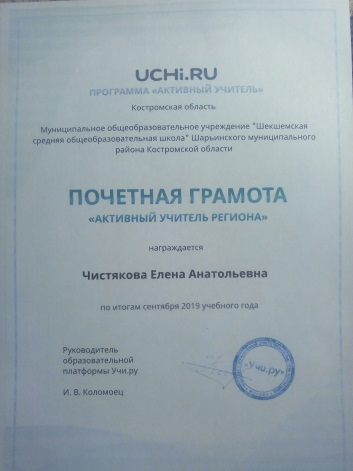 UCHi.RU
ПРОГРАММА «АКТИВНЫЙ УЧИТЕЛЬ»
Костромская область
Муниципальное общеобразовательное учреждение "Шекшемская
средняя общеобразовательная школа" Шарьинского муниципального
района Костромской области
ПОЧЕТНАЯ ГРАМОТА
«АКТИВНЫЙ УЧИТЕЛЬ РЕГИОНА»
награждается
Чистякова Елена Анатольевна
по итогам сентября 2019 учебного года
Руководитель
образовательной
платформы Учи.ру
И. В. Коломоец
«Учи.ру»